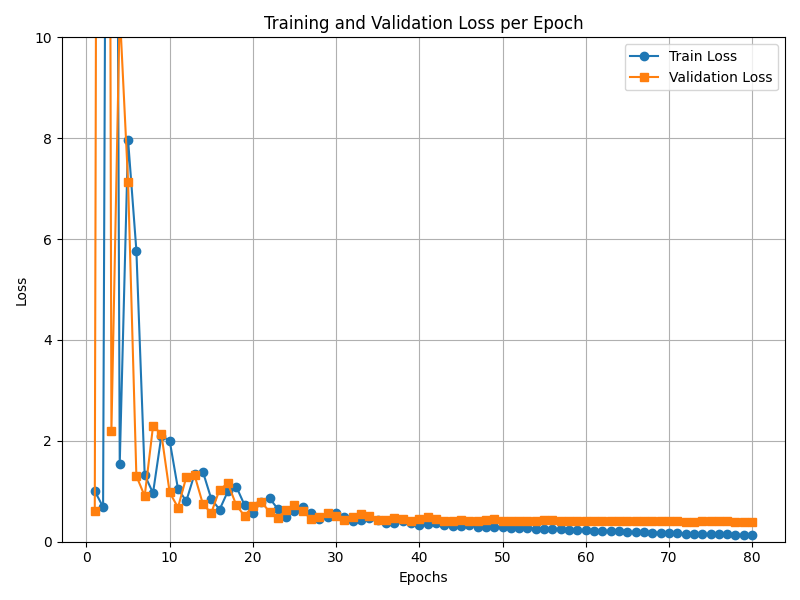 Training and Validation Loss per Epoch
Train Loss
Validation Loss
Loss
10
8
6
4
2
0
0 10 20 30 40 50 60 70 80
Epochs